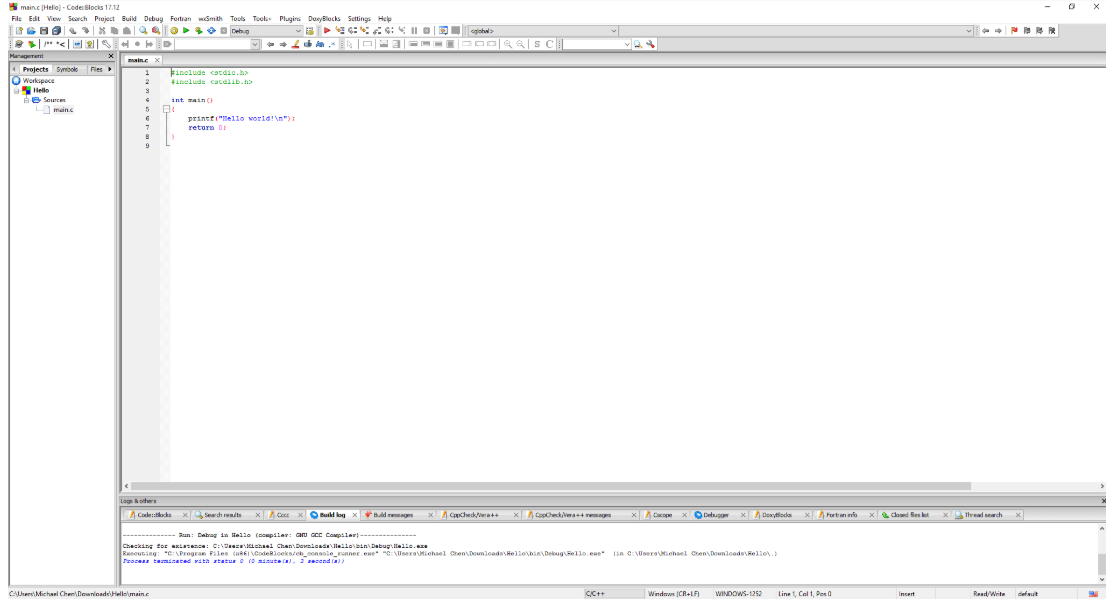 main.c [Hello] - Code::Blocks 17.12
File Edit View Search Project Build Debug Fortran wxSmith Tools Tools+ Plugins DoxyBlocks Settings Help
Debug
<global>
/** *<
S C
Management
Projects Symbols Files
Workspace
Hello
Sources
main.c
main.c
1 #include <stdio.h>
2 #include <stdlib.h>
3
4 int main()
5 {
6 printf("Hello world!\n");
7 return 0;
8 }
9
Logs & others
Code::Blocks Search results Cccc Build log Build messages CppCheck/Vera++ CppCheck/Vera++ messages Cscope Debugger DoxyBlocks Fortran info Closed files list Thread search
-------------- Run: Debug in Hello (compiler: GNU GCC Compiler)---------------
Checking for existence: C:\Users\Michael Chen\Downloads\Hello\bin\Debug\Hello.exe
Executing: "C:\Program Files (x86)\CodeBlocks/cb_console_runner.exe" "C:\Users\Michael Chen\Downloads\Hello\bin\Debug\Hello.exe" (in C:\Users\Michael Chen\Downloads\Hello\.)
Process terminated with status 0 (0 minute(s), 3 second(s))
C:\Users\Michael Chen\Downloads\Hello\main.c C/C++ Windows (CR+LF) WINDOWS-1252 Line 1, Col 1, Pos 0 Insert Read/Write default